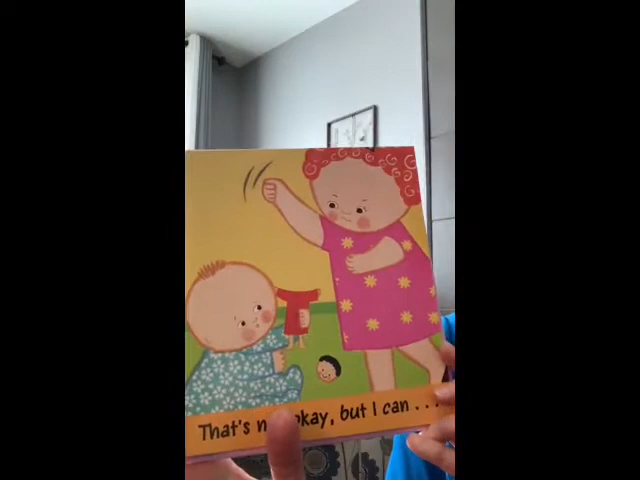 That's n okay, but I can . . .